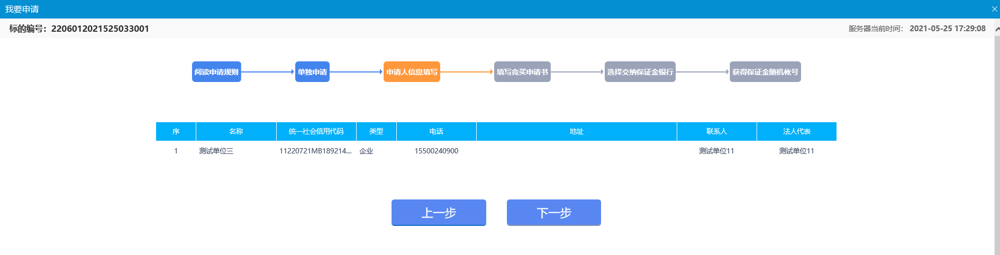 我要申请
标的编号：2206012021525033001 服务器当前时间： 2021-05-25 17:29:08
阅读申请规则 单独申请 申请人信息填写 填写竞买申请书 选择交纳保证金银行 获得保证金随机帐号
序 名称 统一社会信用代码 类型 电话 地址 联系人 法人代表
1 测试单位三 11220721MB189214... 企业 15500240900 测试单位11 测试单位11
上一步 下一步